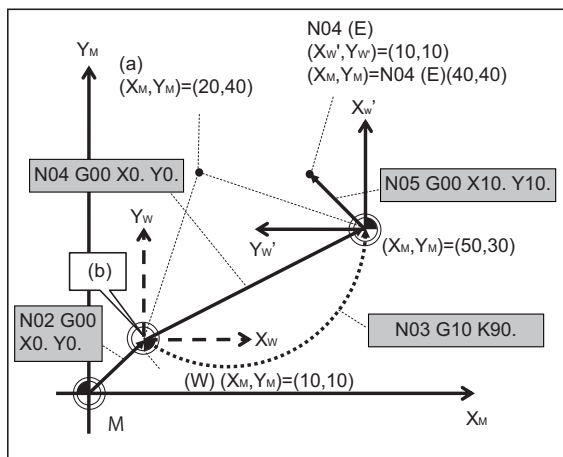 N04 (E)
(XW',YW')=(10,10)
(XM,YM)=N04 (E)(40,40)
YM
(a)
(XM,YM)=(20,40)
XW'
N04 G00 X0. Y0.
N05 G00 X10. Y10.
YW
YW'
(XM,YM)=(50,30)
(b)
N02 G00
X0. Y0.
XW
N03 G10 K90.
(W) (XM,YM)=(10,10)
M
XM